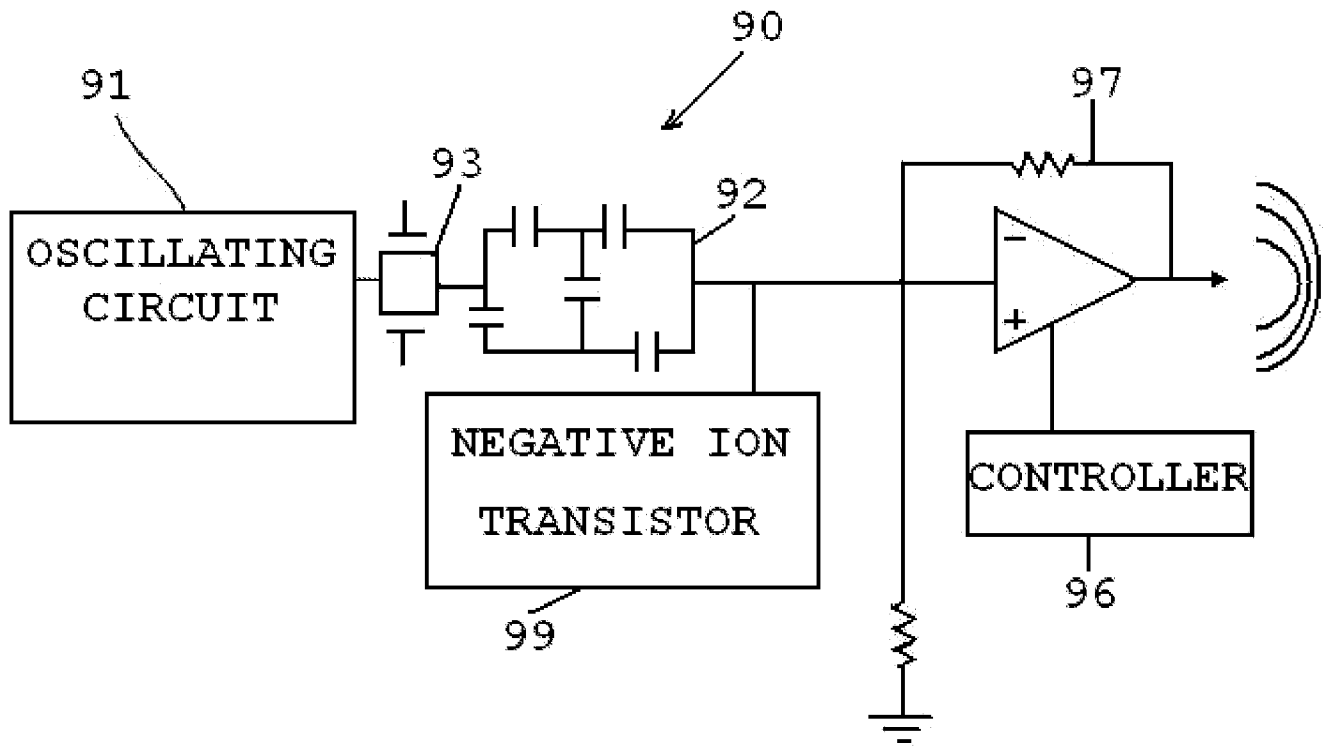 90
91
97
93
92
OSCILLATING
CIRCUIT
−
+
NEGATIVE ION
TRANSISTOR
CONTROLLER
96
99